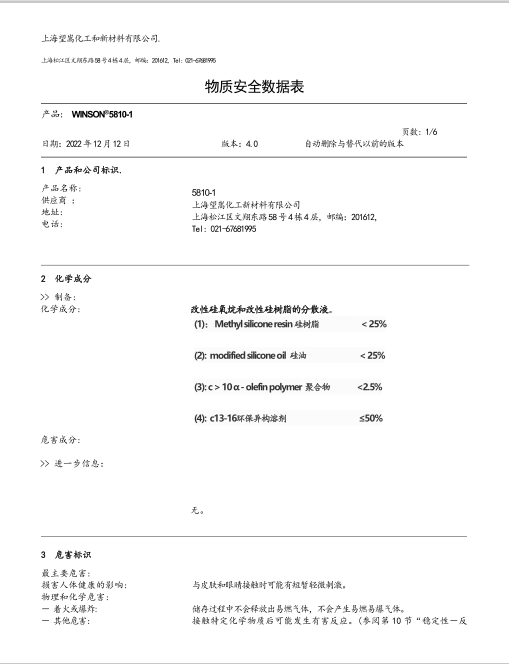 上海望嵩化工和新材料有限公司.
上海松江区文翔东路58号4栋4层, 邮编: 201612, Tel: 021-67681995
物质安全数据表
产品: WINSON®5810-1
页数: 1/6
日期: 2022年12月12日 版本: 4.0 自动删除与替代以前的版本
1 产品和公司标识.
产品名称: 5810-1
供应商 : 上海望嵩化工新材料有限公司
地址: 上海松江区文翔东路58号4栋4层, 邮编: 201612,
电话: Tel: 021-67681995
2 化学成分
>> 制备:
化学成分: 改性硅氧烷和改性硅树脂的分散液。
(1): Methyl silicone resin 硅树脂 < 25%
(2): modified silicone oil 硅油 < 25%
(3): c > 10 α - olefin polymer 聚合物 <2.5%
(4): c13-16环保异构溶剂 ≤50%
危害成分:
>> 进一步信息:
无。
3 危害标识
最主要危害:
损害人体健康的影响: 与皮肤和眼睛接触时可能有短暂轻微刺激。
物理和化学危害:
— 着火或爆炸: 储存过程中不会释放出易燃气体, 不会产生易燃易爆气体。
— 其他危害: 接触特定化学物质后可能发生有害反应。(参阅第10节“稳定性—反